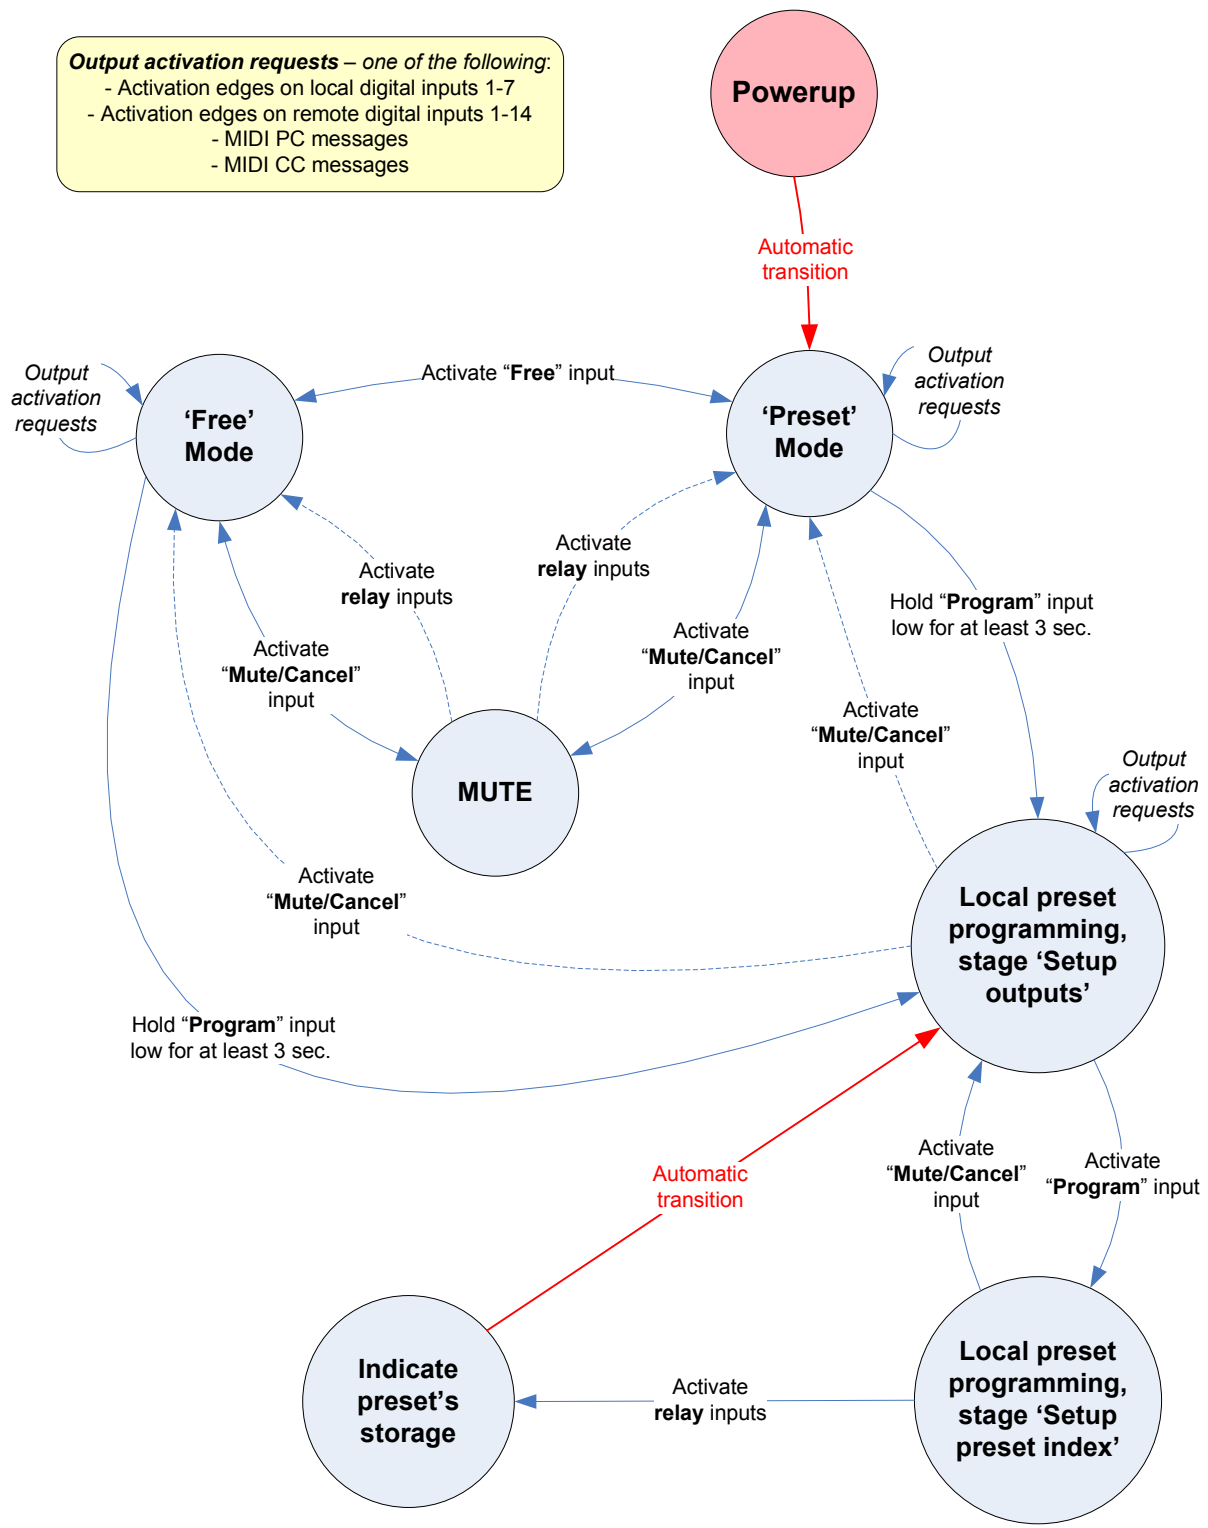 Output activation requests – one of the following:
- Activation edges on local digital inputs 1-7
- Activation edges on remote digital inputs 1-14
- MIDI PC messages
- MIDI CC messages
Powerup
Automatic
transition
Output
activation
requests
‘Free’
Mode
Activate “Free” input
‘Preset’
Mode
Output
activation
requests
Activate
relay inputs
Activate
relay inputs
Hold “Program” input
low for at least 3 sec.
Activate
“Mute/Cancel”
input
Activate
“Mute/Cancel”
input
Activate
“Mute/Cancel”
input
MUTE
Output
activation
requests
Activate
“Mute/Cancel”
input
Local preset
programming,
stage ‘Setup
outputs’
Hold “Program” input
low for at least 3 sec.
Automatic
transition
Activate
“Mute/Cancel”
input
Activate
“Program” input
Indicate
preset’s
storage
Activate
relay inputs
Local preset
programming,
stage ‘Setup
preset index’